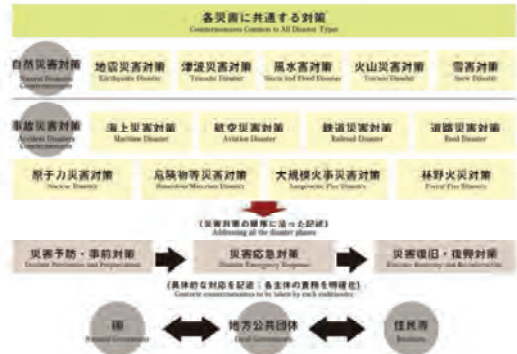 各災害に共通する対策
Countermeasures Common to All Disaster Types
自然災害対策
地震災害対策 津波災害対策 風水害対策 火山災害対策 雪害対策
Earthquake Disaster Tsunami Disaster Storm and Flood Disaster Volcano Disaster Snow Disaster
事故災害対策
海上災害対策 航空災害対策 鉄道災害対策 道路災害対策
Maritime Disaster Aviation Disaster Railroad Disaster Road Disaster
原子力災害対策 危険物等災害対策 大規模火事災害対策 林野火災対策
Nuclear Disaster Hazardous Materials Disaster Large-scale Fire Disaster Forest Fire Disaster
(災害対策の順序に沿った記述)
Addressing all the disaster phases
災害予防・事前対策 災害応急対策 災害復旧・復興対策
Disaster Prevention and Preparedness Disaster Emergency Response Disaster Recovery and Reconstruction
(具体的な対応を記述:各主体の責務を明確化)
Concrete countermeasures to be taken by each
国 地方公共団体 住民等
National Government Local Governments Residents